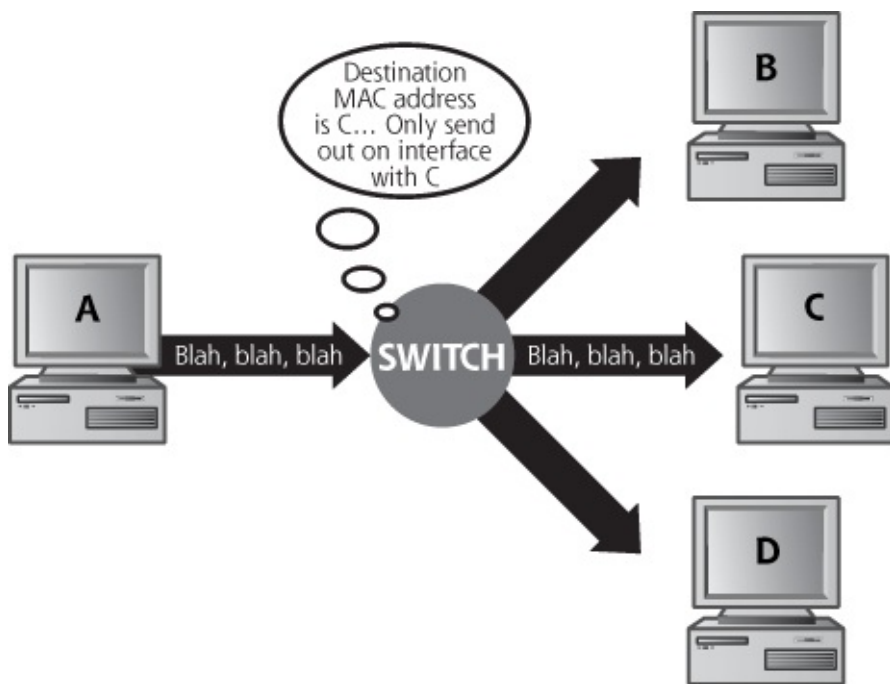 Destination
MAC address
is C... Only send
out on interface
with C
B
A
Blah, blah, blah
SWITCH
Blah, blah, blah
C
D